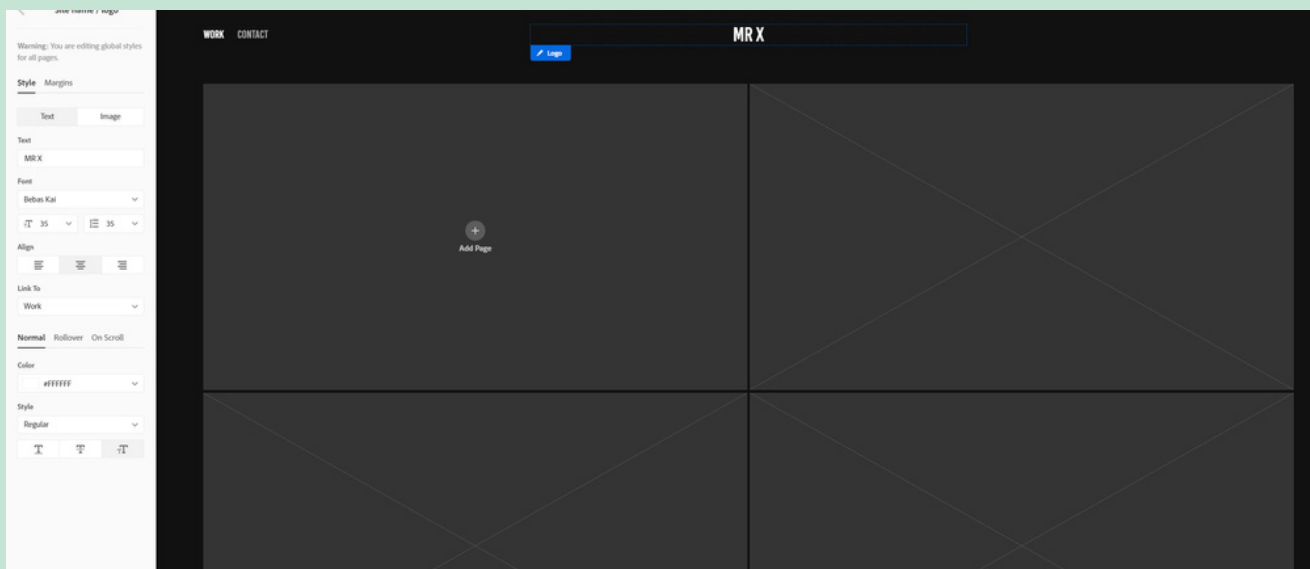 Site name / logo
Warning: You are editing global styles
for all pages.
Style Margins
Text Image
Text
MR X
Font
Bebas Kai
35 35
Align
Link To
Work
Normal Rollover On Scroll
Color
#FFFFFF
Style
Regular
T T TT
WORK CONTACT
MR X
Logo
Add Page